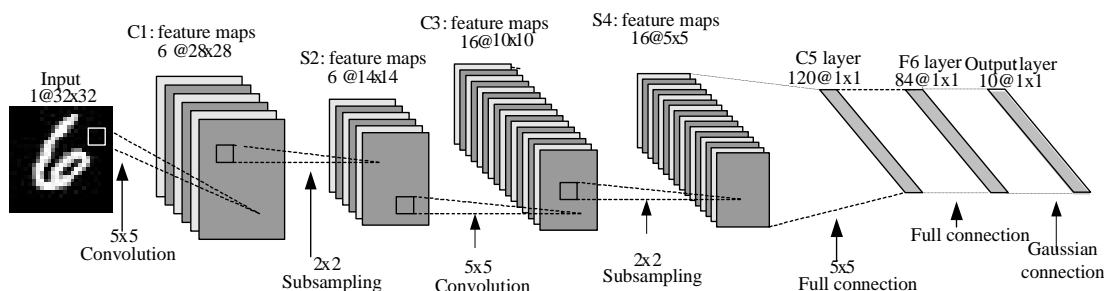 Input
1@32x32
C1: feature maps
6 @28x28
S2: feature maps
6 @14x14
C3: feature maps
16@10x10
S4: feature maps
16@5x5
C5 layer
120@1x1
F6 layer
84@1x1
Output layer
10@1x1
5x5
Convolution
2x2
Subsampling
5x5
Convolution
2x2
Subsampling
5x5
Full connection
Full connection
Gaussian
connection